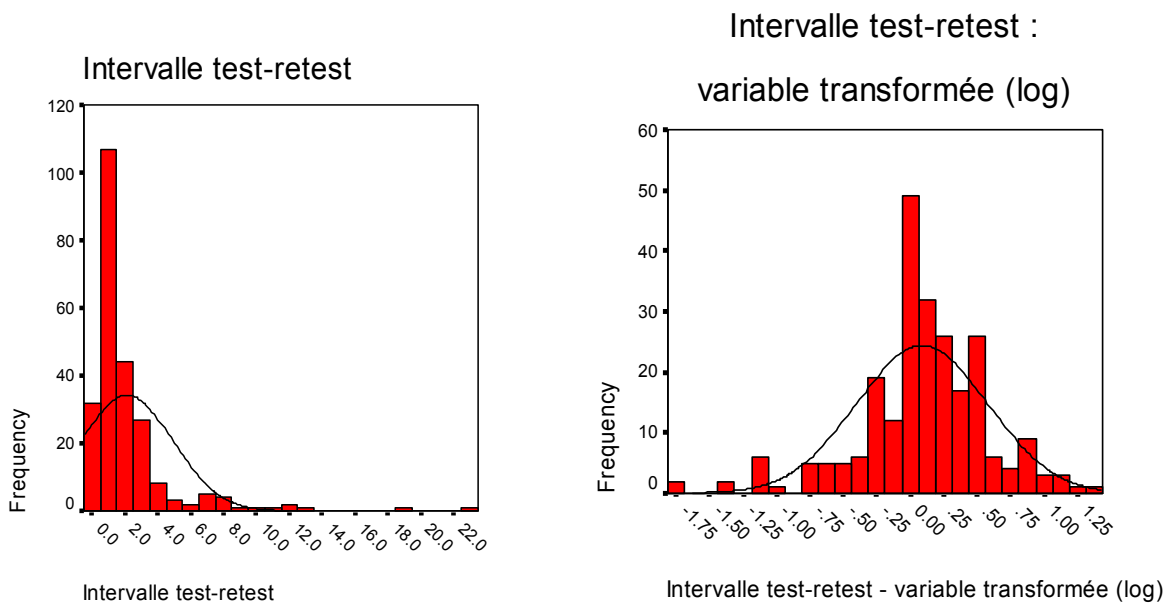 Intervalle test-retest
120
100
80
60
40
20
0
Frequency
0.0 2.0 4.0 6.0 8.0 10.0 12.0 14.0 16.0 18.0 20.0 22.0
Intervalle test-retest
Intervalle test-retest :
variable transformée (log)
60
50
40
30
20
10
0
Frequency
-1.75 -1.50 -1.25 -1.00 -.75 -.50 -.25 0.00 .25 .50 .75 1.00 1.25
Intervalle test-retest - variable transformée (log)